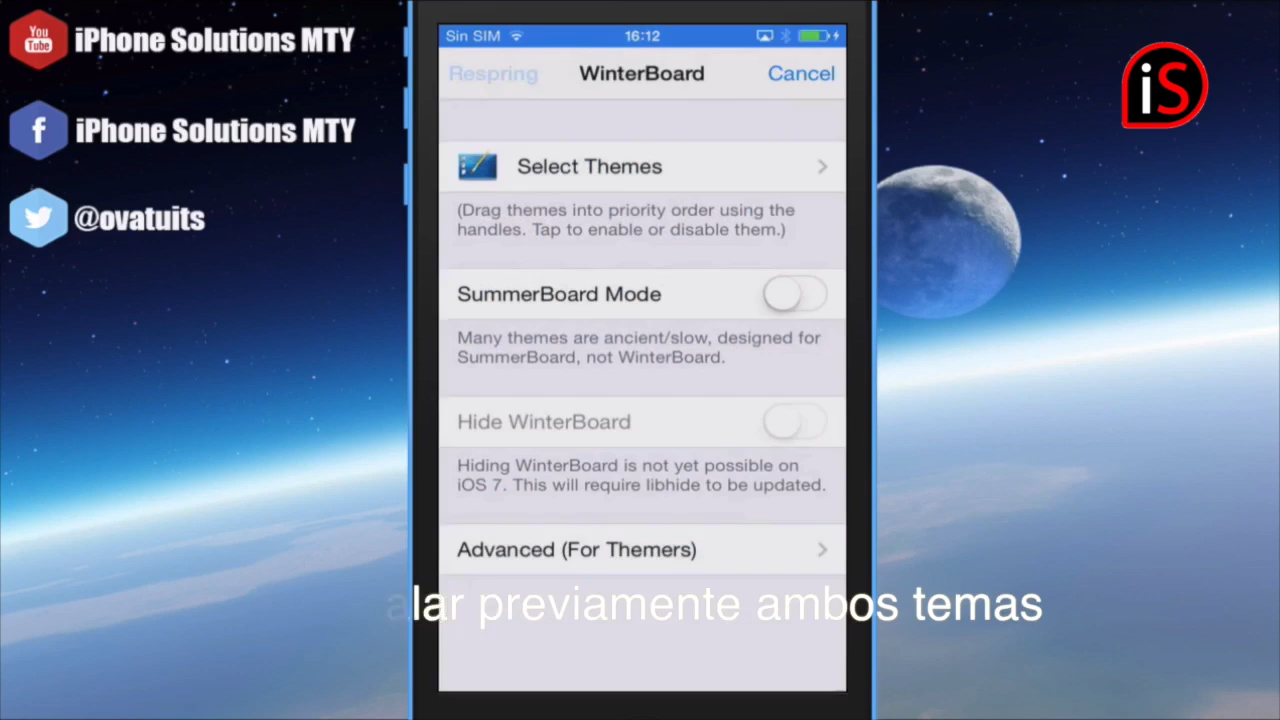 You
Tube
iPhone Solutions MTY
f
iPhone Solutions MTY
@ovatuits
iS
Sin SIM
16:12
Respring
WinterBoard
Cancel
Select Themes
(Drag themes into priority order using the
handles. Tap to enable or disable them.)
SummerBoard Mode
Many themes are ancient/slow, designed for
SummerBoard, not WinterBoard.
Hide WinterBoard
Hiding WinterBoard is not yet possible on
iOS 7. This will require libhide to be updated.
Advanced (For Themers)
alar previamente ambos temas